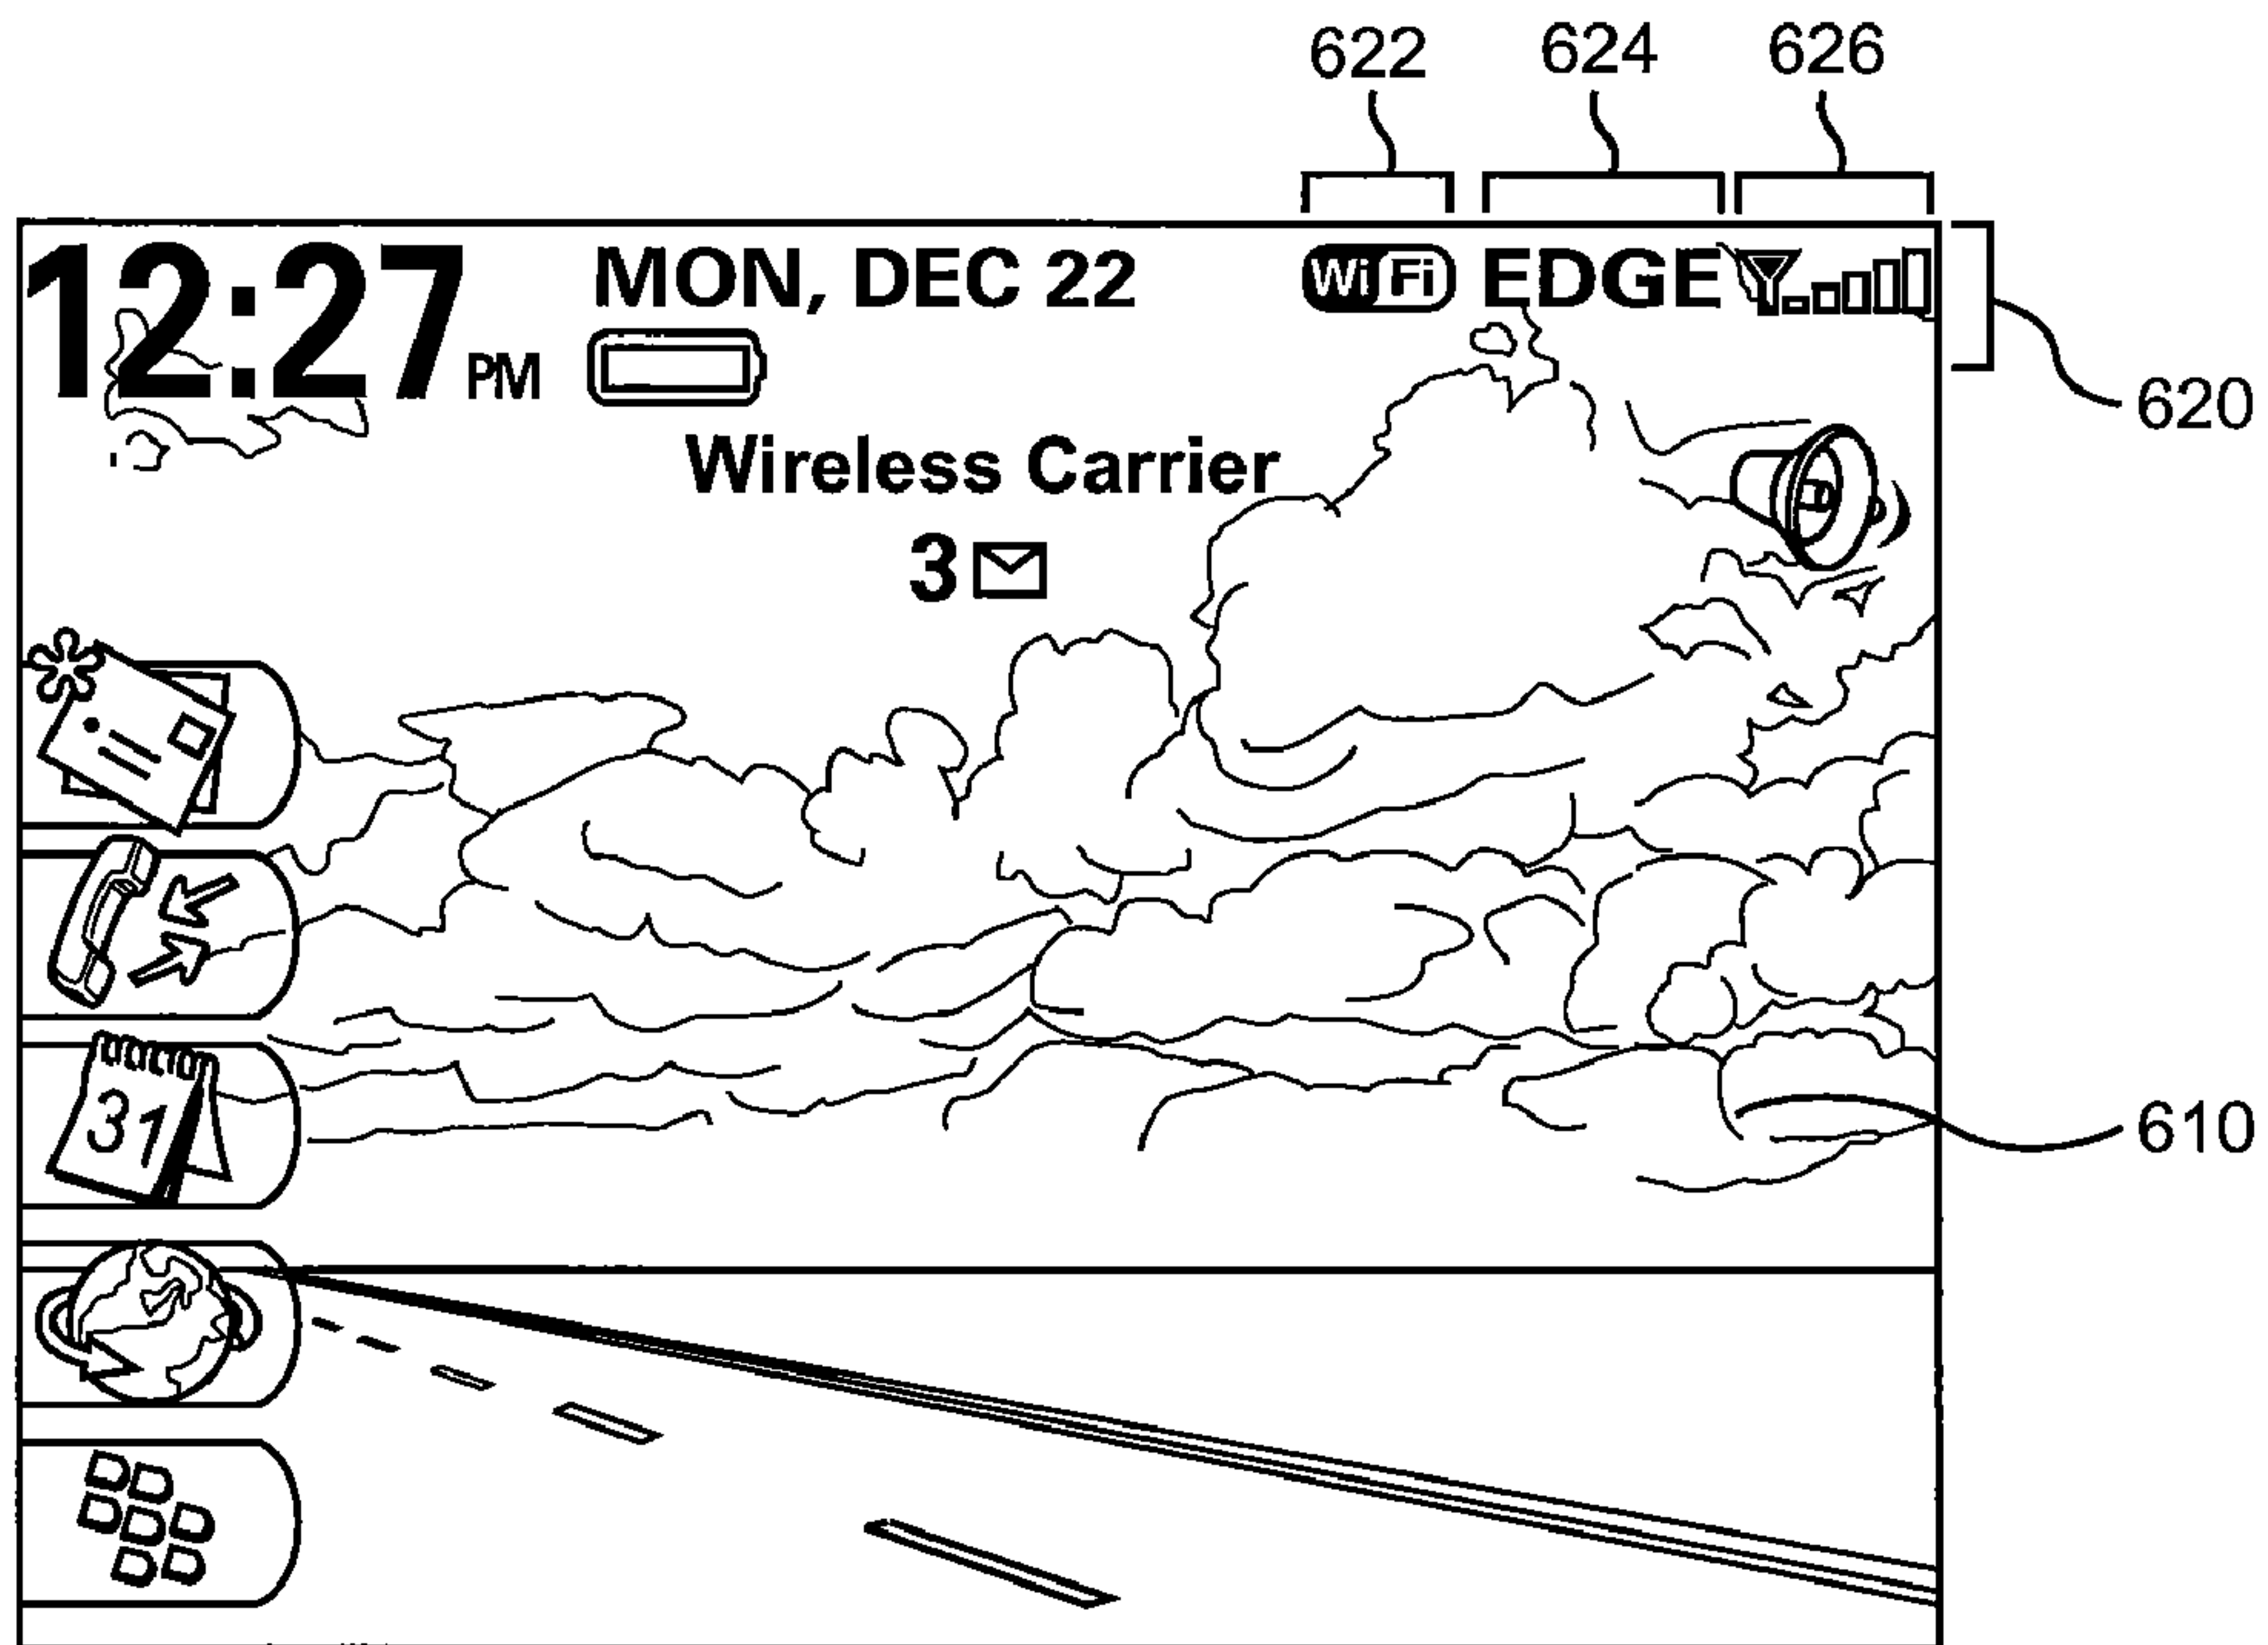 622 624 626
12:27 PM MON, DEC 22 WiFi EDGE
620
Wireless Carrier
3
31
610